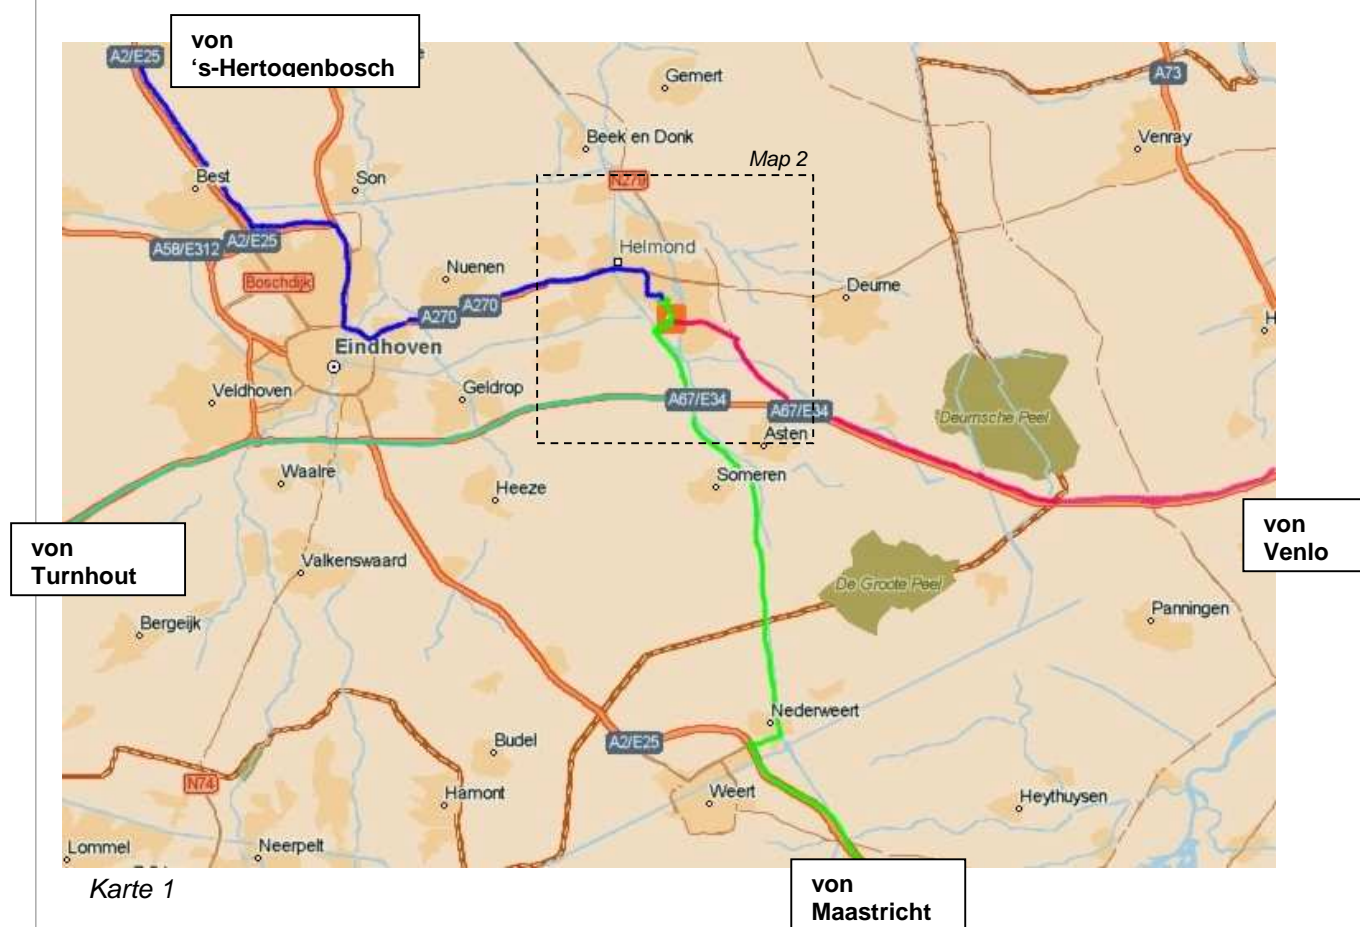 von
‘s-Hertogenbosch
A2/E25
e
Gemert
A73
Beek en Donk
Venray
Map 2
Best
Son
N279
A58/E312
A2/E25
Helmond
Nuenen
Boschdijk
Deurne
A270
A270
H
Eindhoven
Veldhoven
Geldrop
A67/E34
A67/E34
Deurnsche Peel
Asten
Waalre
Heeze
Someren
von
Turnhout
von
Venlo
Valkenswaard
De Groote Peel
Bergeijk
Panningen
Nederweert
Budel
A2/E25
N74
Hamont
Weert
Heythuysen
Lommel
Neerpelt
Karte 1
von
Maastricht